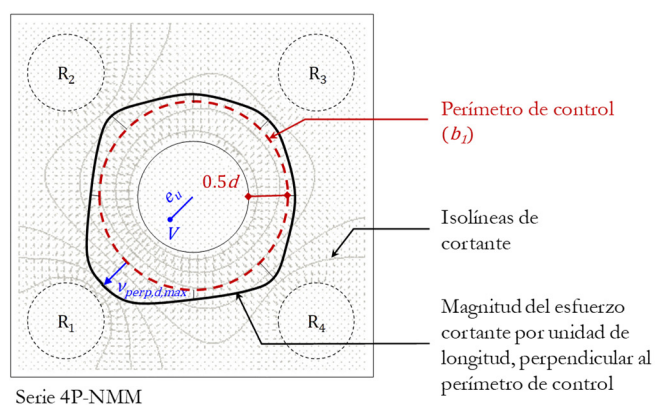 R2
R3
Perímetro de control
(b1)
0.5d
eu
V
Isolíneas de
cortante
νperp,d,max
R1
R4
Magnitud del esfuerzo
cortante por unidad de
longitud, perpendicular al
perímetro de control
Serie 4P-NMM